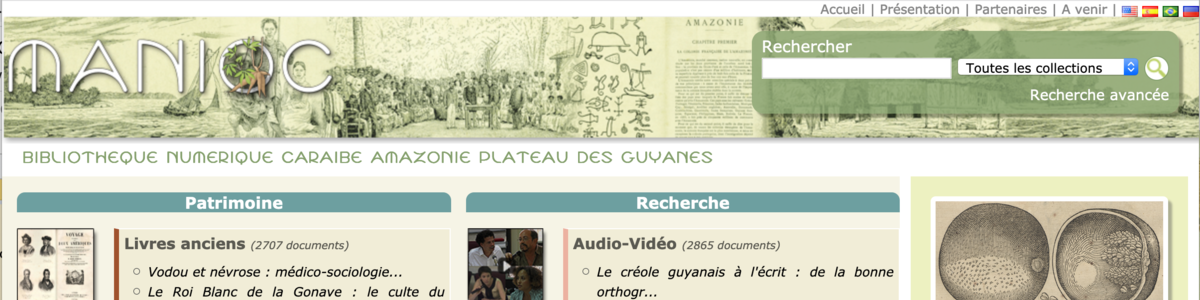 Accueil | Présentation | Partenaires | A venir |
MANIOC
AMAZONIE
Rechercher
Toutes les collections
Recherche avancée
BIBLIOTHEQUE NUMERIQUE CARAIBE AMAZONIE PLATEAU DES GUYANES
Patrimoine
Livres anciens (2707 documents)
Vodou et névrose : médico-sociologie...
Le Roi Blanc de la Gonave : le culte du
Recherche
Audio-Vidéo (2865 documents)
Le créole guyanais à l'écrit : de la bonne
orthogr...